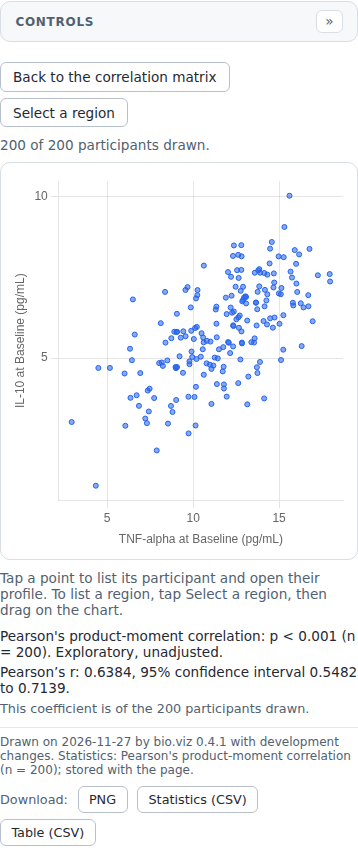 CONTROLS
»
Back to the correlation matrix
Select a region
200 of 200 participants drawn.
10
5
IL-10 at Baseline (pg/mL)
5
10
15
TNF-alpha at Baseline (pg/mL)
Tap a point to list its participant and open their
profile. To list a region, tap Select a region, then
drag on the chart.
Pearson's product-moment correlation: p < 0.001 (n
= 200). Exploratory, unadjusted.
Pearson’s r: 0.6384, 95% confidence interval 0.5482
to 0.7139.
This coefficient is of the 200 participants drawn.
Drawn on 2026-11-27 by bio.viz 0.4.1 with development
changes. Statistics: Pearson's product-moment correlation
(n = 200); stored with the page.
Download:
PNG
Statistics (CSV)
Table (CSV)